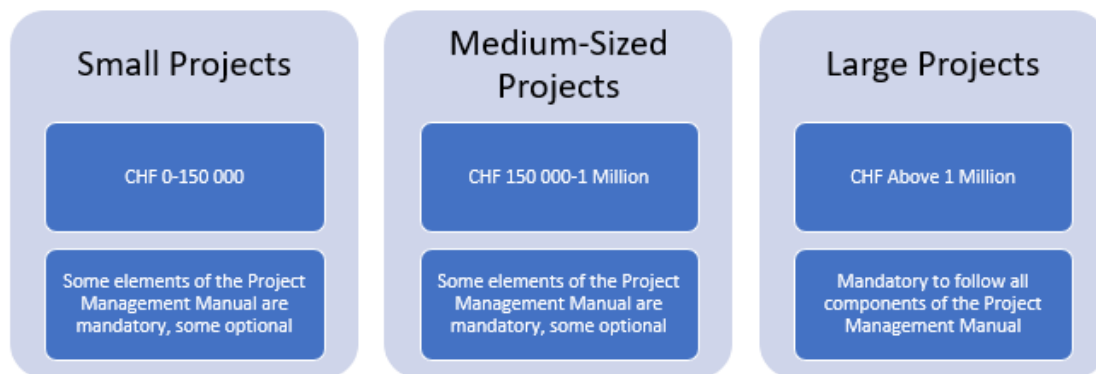 Small Projects
CHF 0-150 000
Some elements of the Project
Management Manual are
mandatory, some optional
Medium-Sized
Projects
CHF 150 000-1 Million
Some elements of the Project
Management Manual are
mandatory, some optional
Large Projects
CHF Above 1 Million
Mandatory to follow all
components of the Project
Management Manual